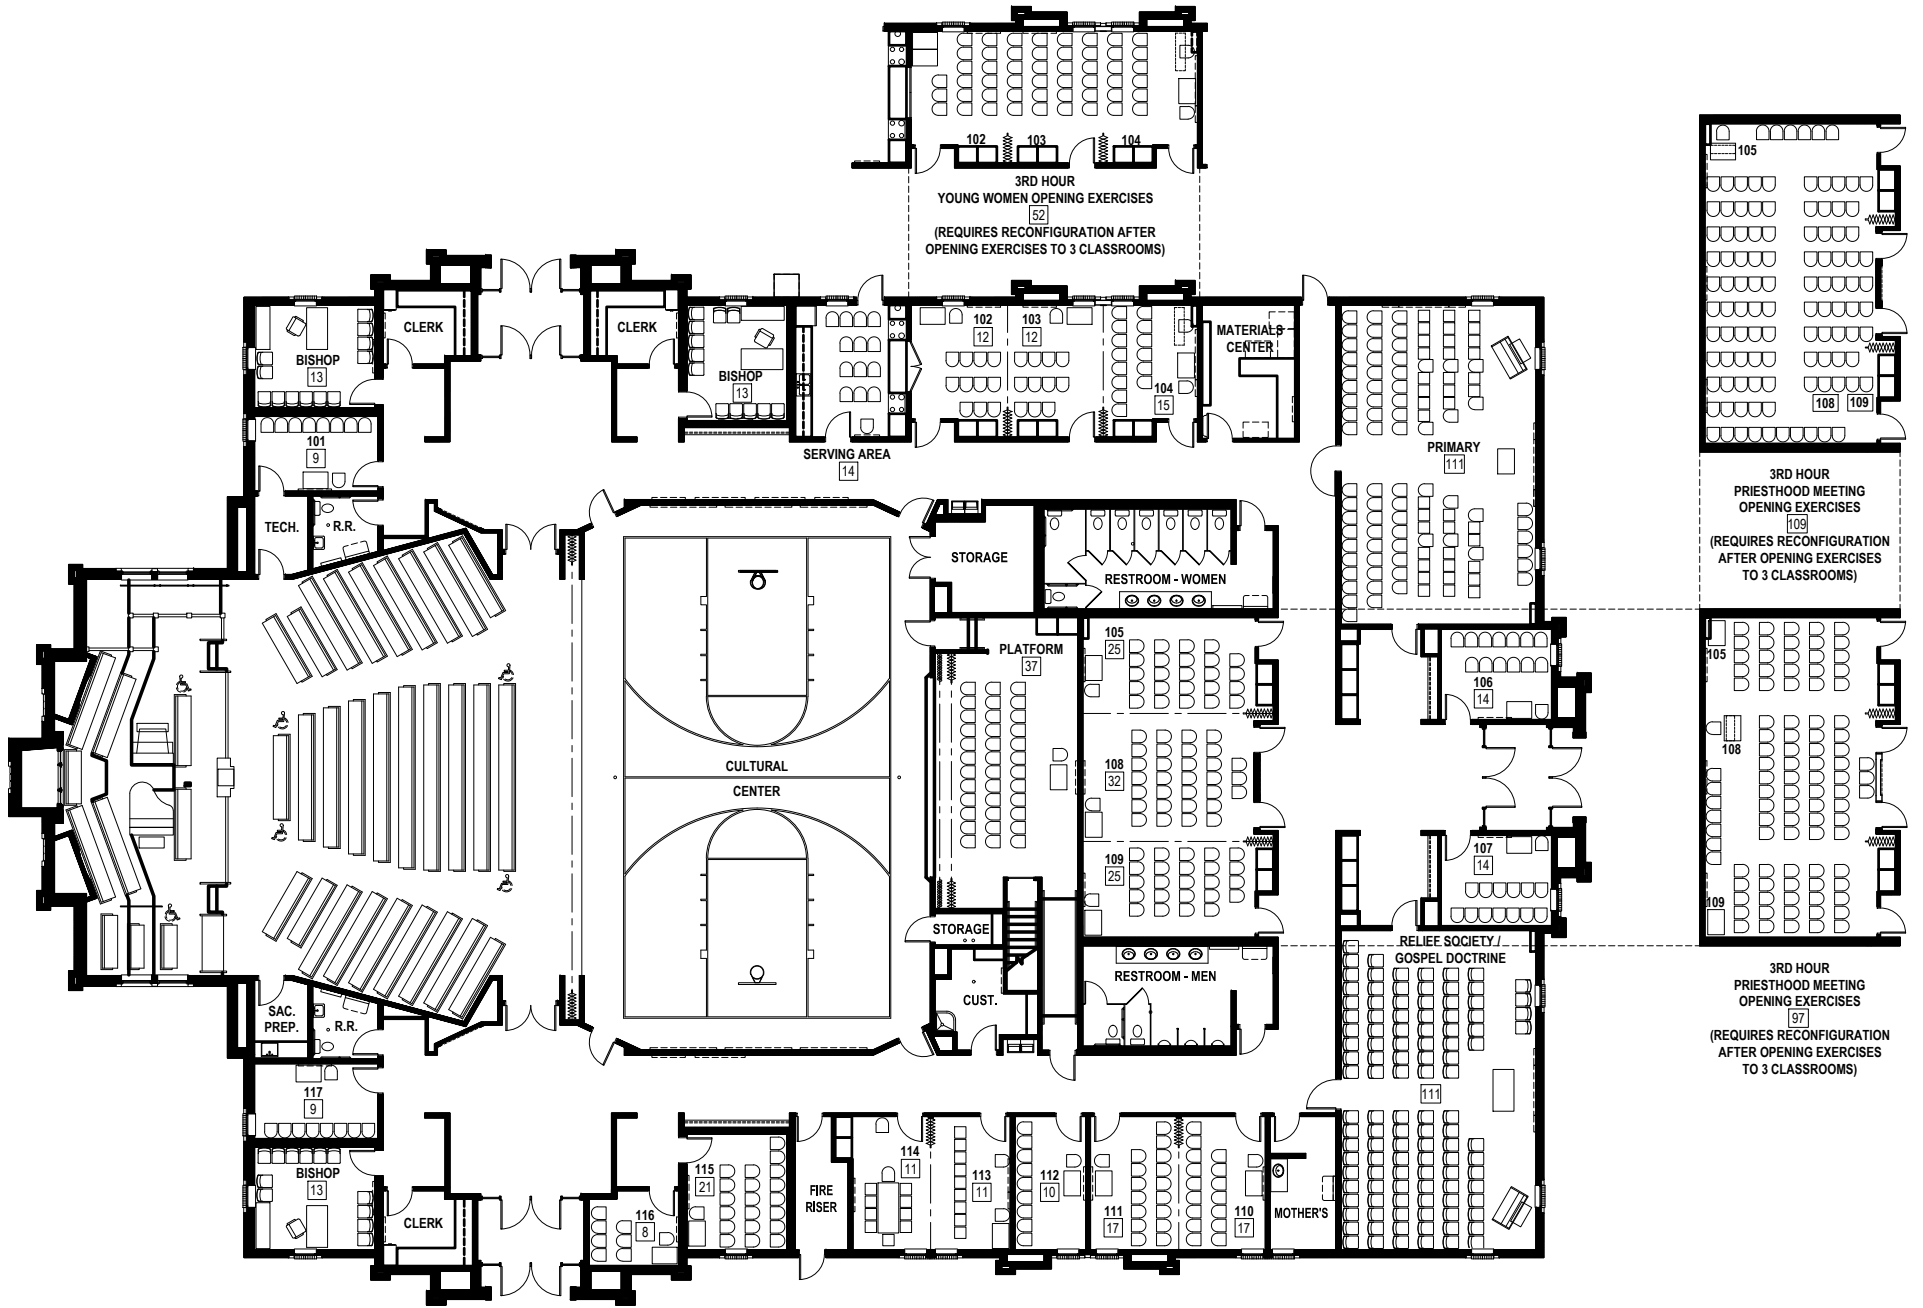 102
103
104
3RD HOUR
YOUNG WOMEN OPENING EXERCISES
52
(REQUIRES RECONFIGURATION AFTER
OPENING EXERCISES TO 3 CLASSROOMS)
105
108
109
3RD HOUR
PRIESTHOOD MEETING
OPENING EXERCISES
109
(REQUIRES RECONFIGURATION
AFTER OPENING EXERCISES
TO 3 CLASSROOMS)
CLERK
CLERK
BISHOP
13
BISHOP
13
102
12
103
12
104
15
MATERIALS
CENTER
101
9
SERVING AREA
14
PRIMARY
111
TECH.
R.R.
STORAGE
RESTROOM - WOMEN
PLATFORM
37
105
25
106
14
105
108
109
CULTURAL
CENTER
108
32
109
25
107
14
STORAGE
CUST.
RESTROOM - MEN
RELIEF SOCIETY /
GOSPEL DOCTRINE
111
3RD HOUR
PRIESTHOOD MEETING
OPENING EXERCISES
97
(REQUIRES RECONFIGURATION
AFTER OPENING EXERCISES
TO 3 CLASSROOMS)
SAC.
PREP.
R.R.
117
9
BISHOP
13
CLERK
116
8
115
21
FIRE
RISER
114
11
113
11
112
10
111
17
110
17
MOTHER'S